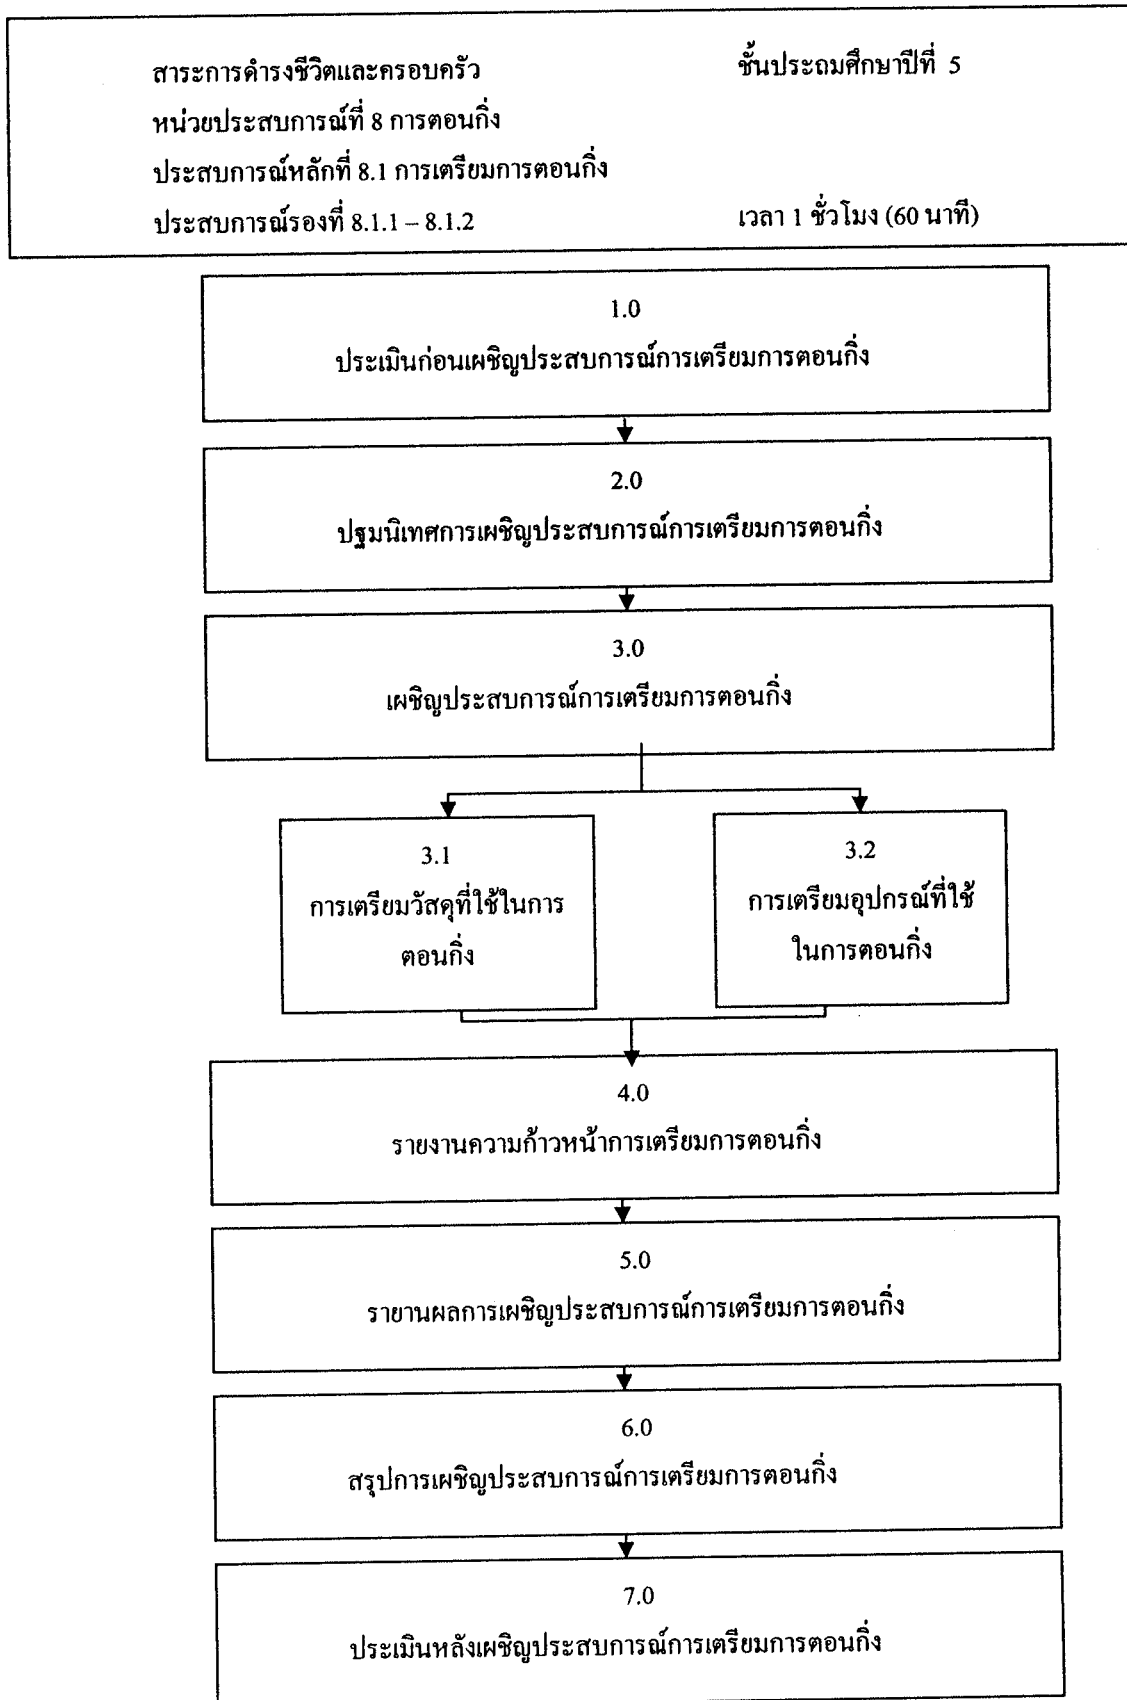 สาระการดำรงชีวิตและครอบครัว ชั้นประถมศึกษาปีที่ 5
หน่วยประสบการณ์ที่ 8 การตอนกิ่ง
ประสบการณ์หลักที่ 8.1 การเตรียมการตอนกิ่ง
ประสบการณ์รองที่ 8.1.1 – 8.1.2 เวลา 1 ชั่วโมง (60 นาที)
1.0
ประเมินก่อนเผชิญประสบการณ์การเตรียมการตอนกิ่ง
2.0
ปฐมนิเทศการเผชิญประสบการณ์การเตรียมการตอนกิ่ง
3.0
เผชิญประสบการณ์การเตรียมการตอนกิ่ง
3.1
การเตรียมวัสดุที่ใช้ในการ
ตอนกิ่ง
3.2
การเตรียมอุปกรณ์ที่ใช้
ในการตอนกิ่ง
4.0
รายงานความก้าวหน้าการเตรียมการตอนกิ่ง
5.0
รายานผลการเผชิญประสบการณ์การเตรียมการตอนกิ่ง
6.0
สรุปการเผชิญประสบการณ์การเตรียมการตอนกิ่ง
7.0
ประเมินหลังเผชิญประสบการณ์การเตรียมการตอนกิ่ง